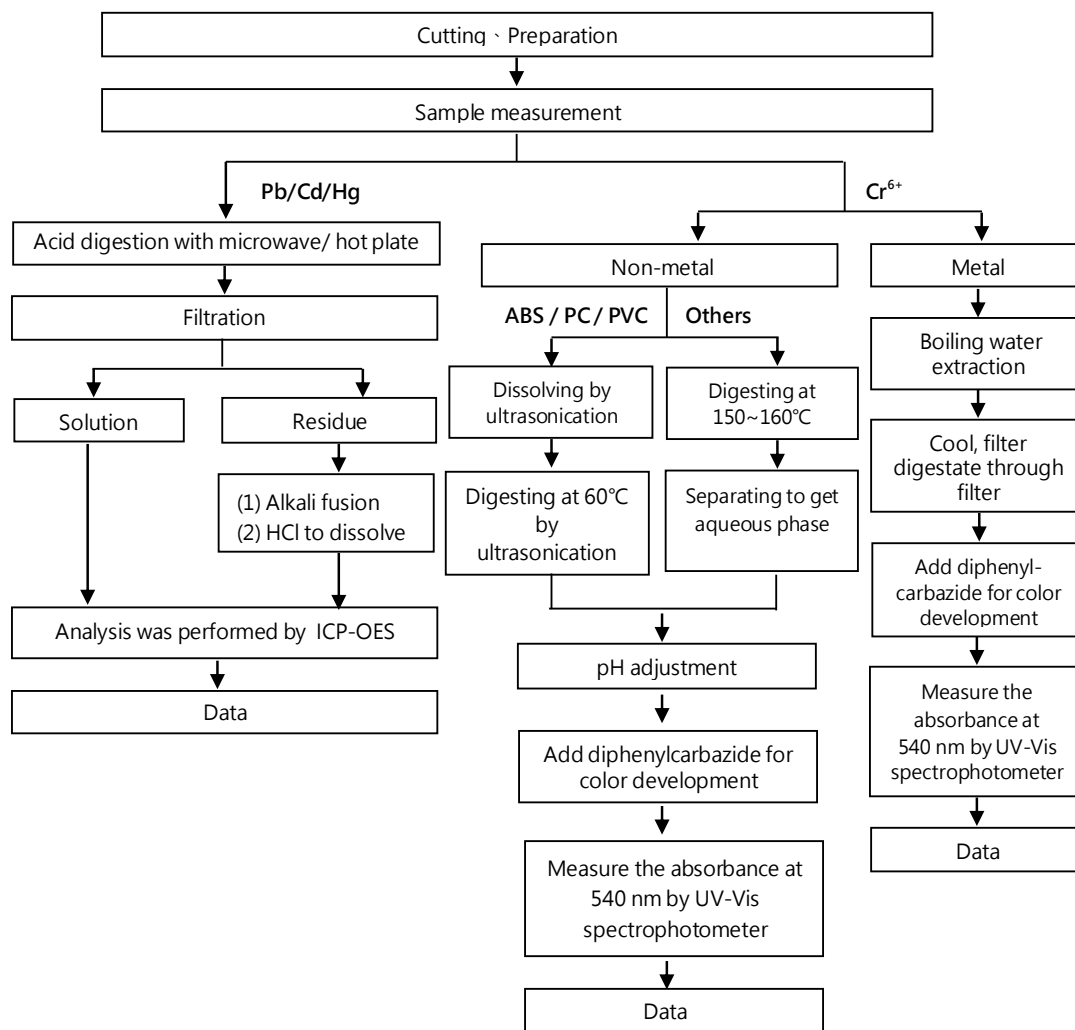 Cutting、Preparation
Sample measurement
Pb/Cd/Hg
Acid digestion with microwave/ hot plate
Filtration
Solution
Residue
(1) Alkali fusion
(2) HCl to dissolve
Analysis was performed by ICP-OES
Data
Cr⁶⁺
Non-metal
ABS / PC / PVC
Others
Dissolving by
ultrasonication
Digesting at 60℃
by
ultrasonication
Digesting at
150~160℃
Separating to get
aqueous phase
pH adjustment
Add diphenylcarbazide for
color development
Measure the absorbance at
540 nm by UV-Vis
spectrophotometer
Data
Metal
Boiling water
extraction
Cool, filter
digestate through
filter
Add diphenyl-
carbazide for color
development
Measure the
absorbance at
540 nm by UV-Vis
spectrophotometer
Data